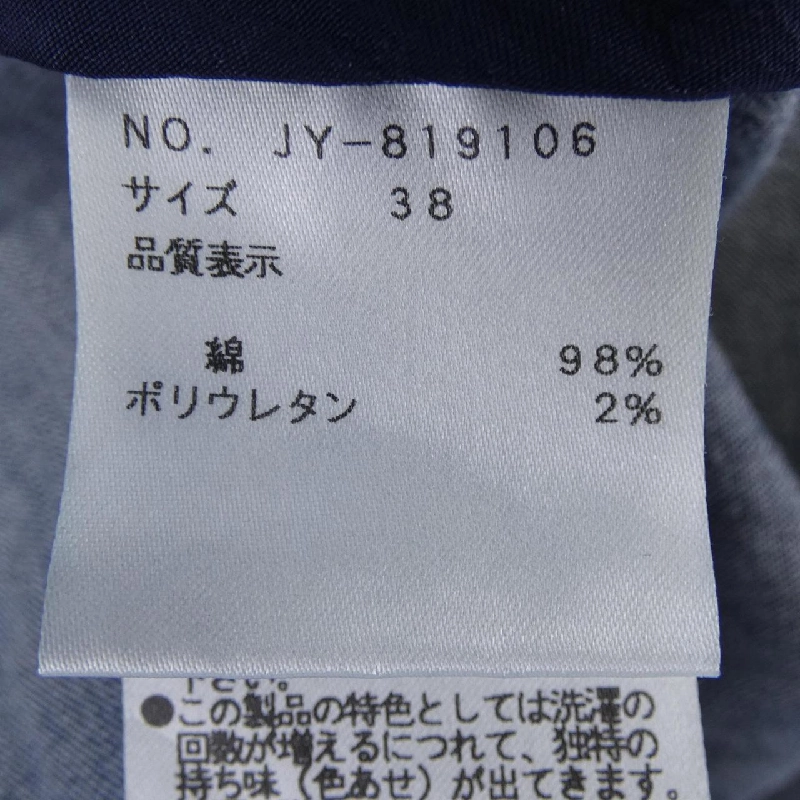 NO. JY-819106
サイズ 38
品質表示
綿 98%
ポリウレタン 2%
下さい。
●この製品の特色としては洗濯の
回数が増えるにつれて、独特の
持ち味（色あせ）が出てきます。